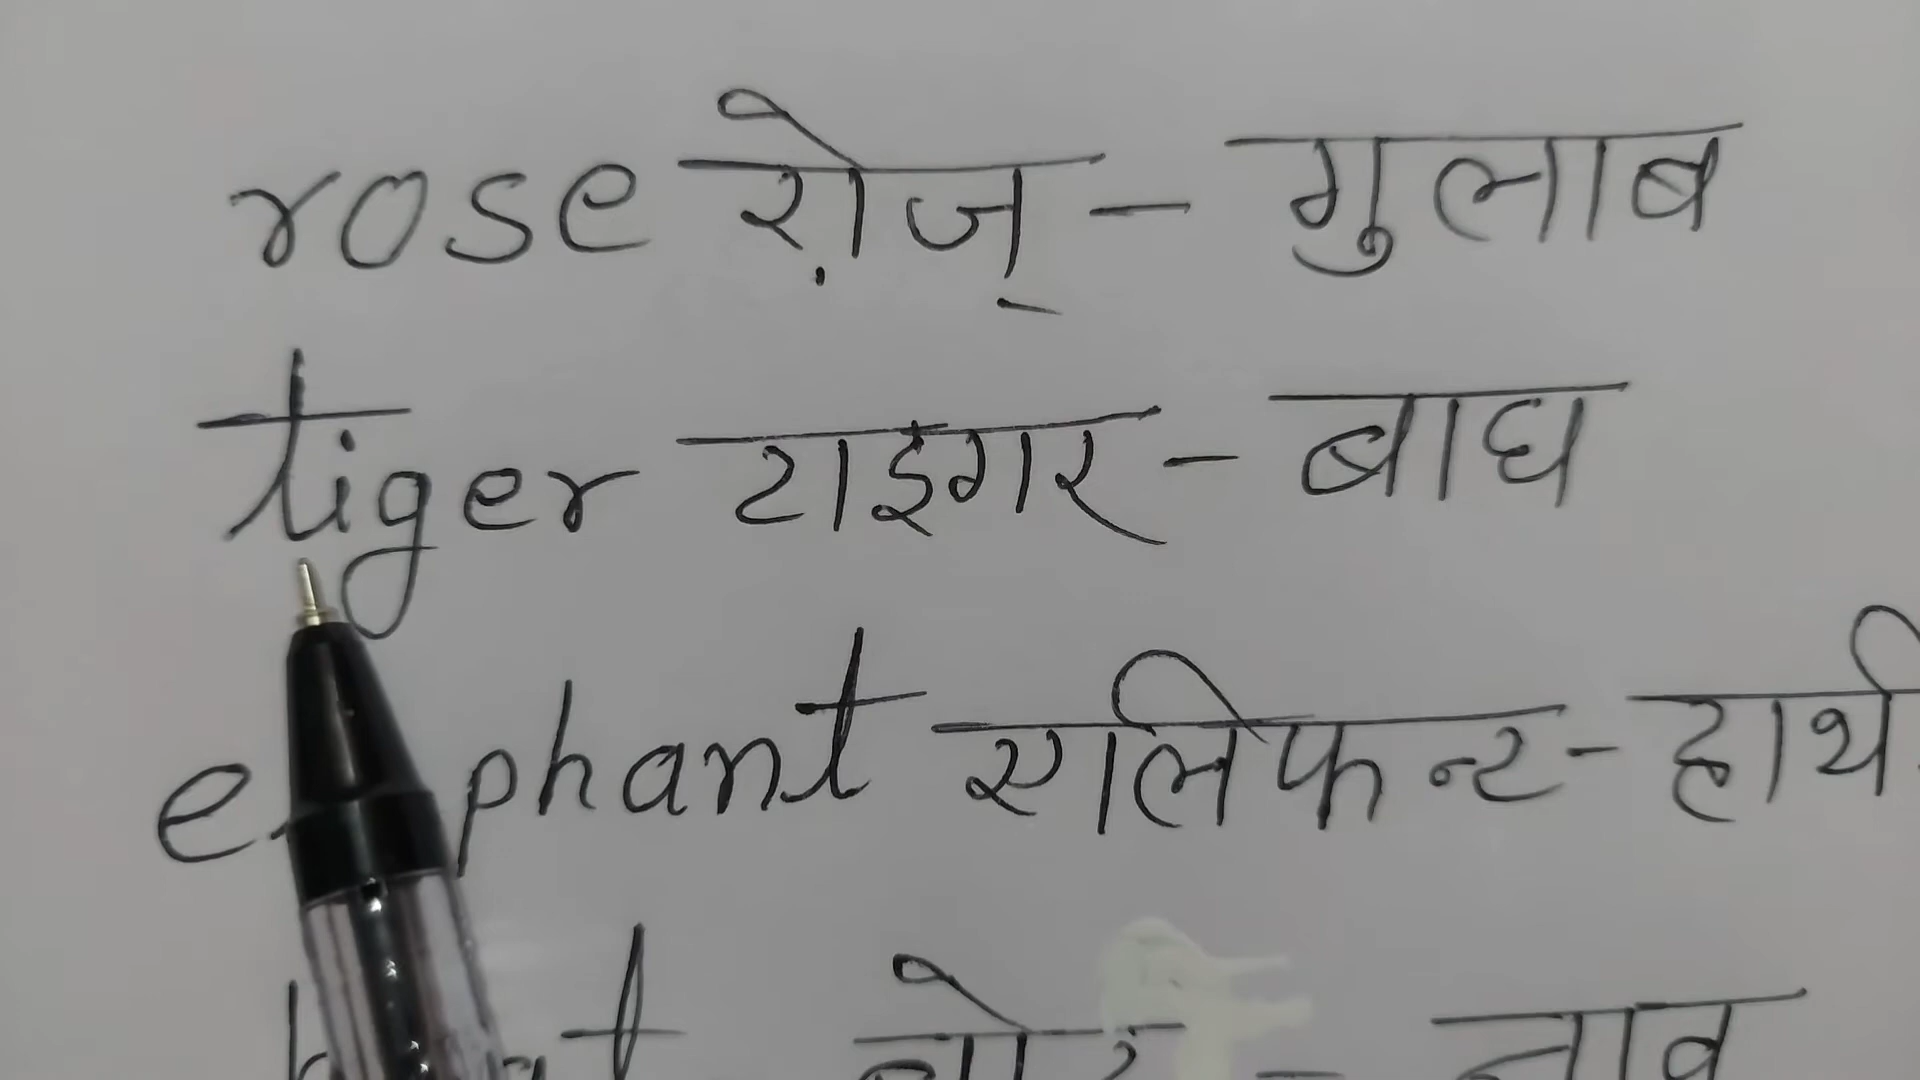 rose रोज़् - गुलाब
tiger टाइगर - बाघ
एलिफन्ट -
बोट - नाव